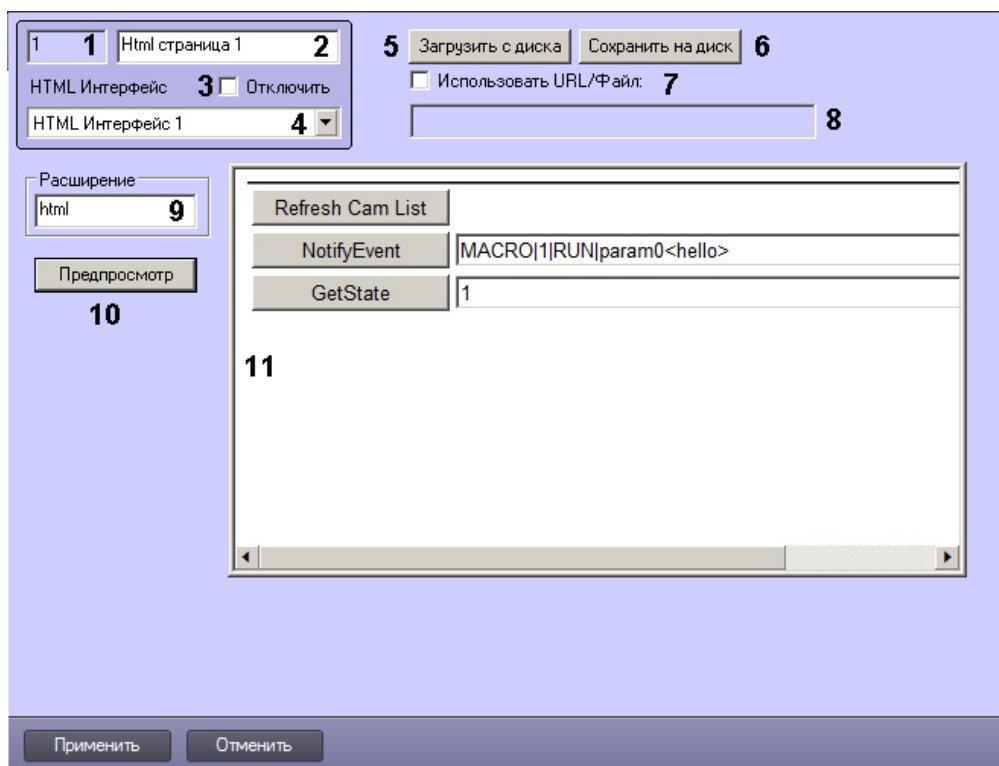 1 1 Html страница 1 2
5 Загрузить с диска Сохранить на диск 6
HTML Интерфейс 3 Отключить
Использовать URL/Файл: 7
HTML Интерфейс 1 4
8
Расширение
html 9
Предпросмотр
10
Refresh Cam List
NotifyEvent MACRO|1|RUN|param0<hello>
GetState 1
11
Применить Отменить